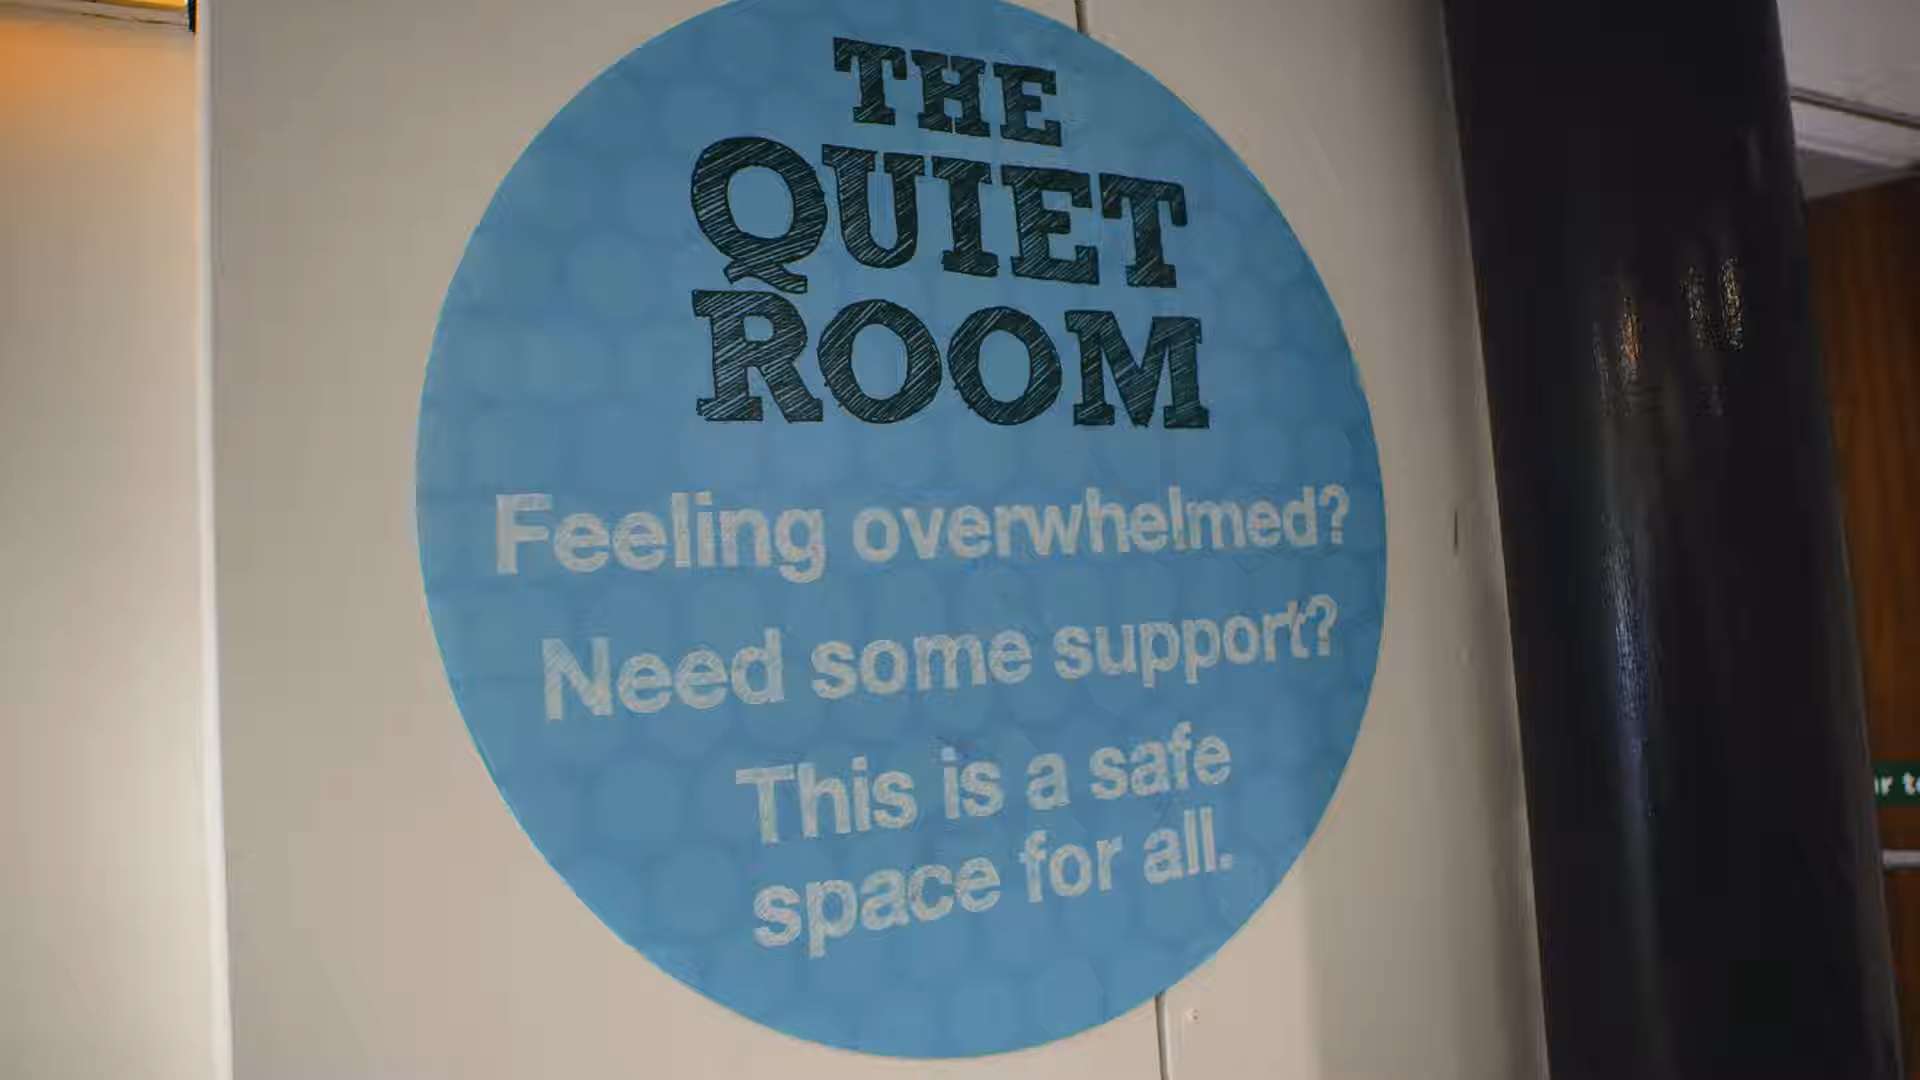 THE
QUIET
ROOM
Feeling overwhelmed?
Need some support?
This is a safe
space for all.